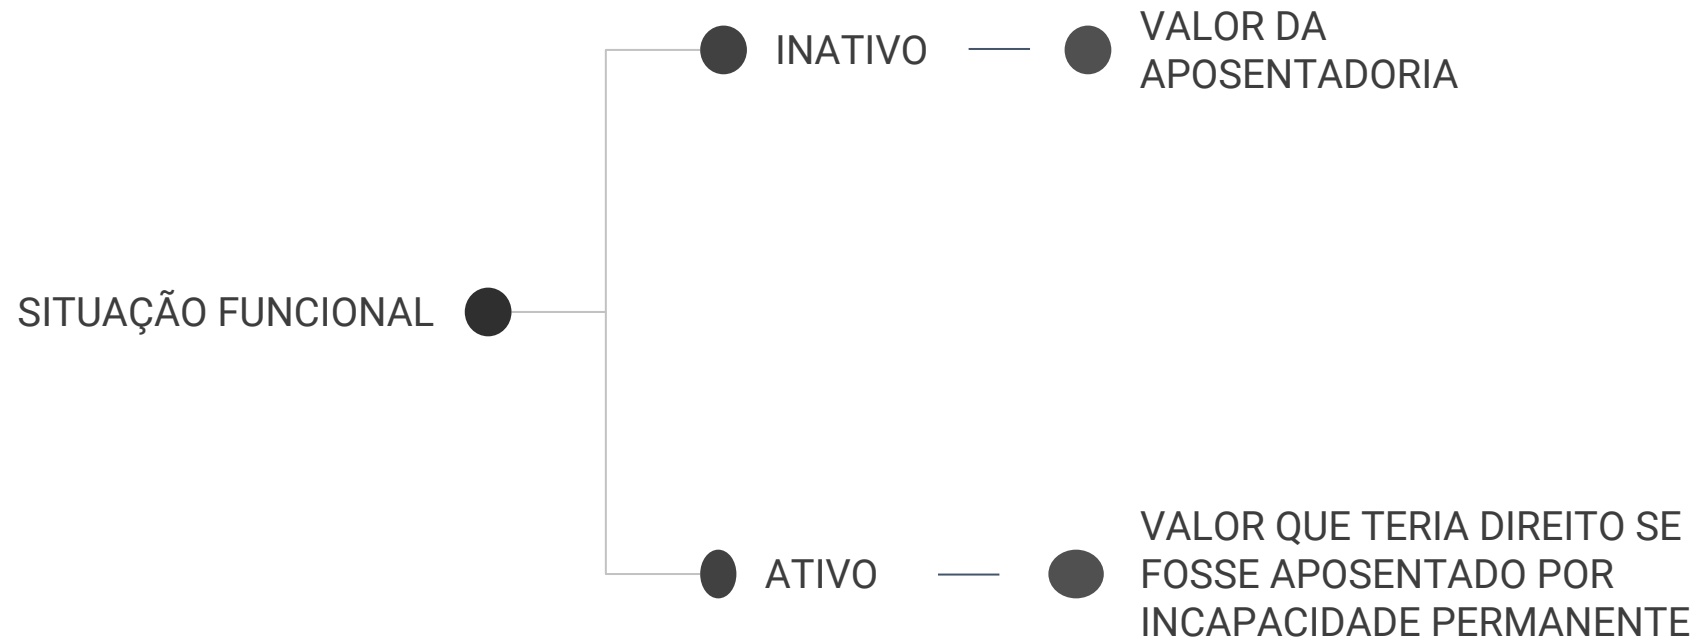 INATIVO
VALOR DA
APOSENTADORIA
SITUAÇÃO FUNCIONAL
ATIVO
VALOR QUE TERIA DIREITO SE
FOSSE APOSENTADO POR
INCAPACIDADE PERMANENTE